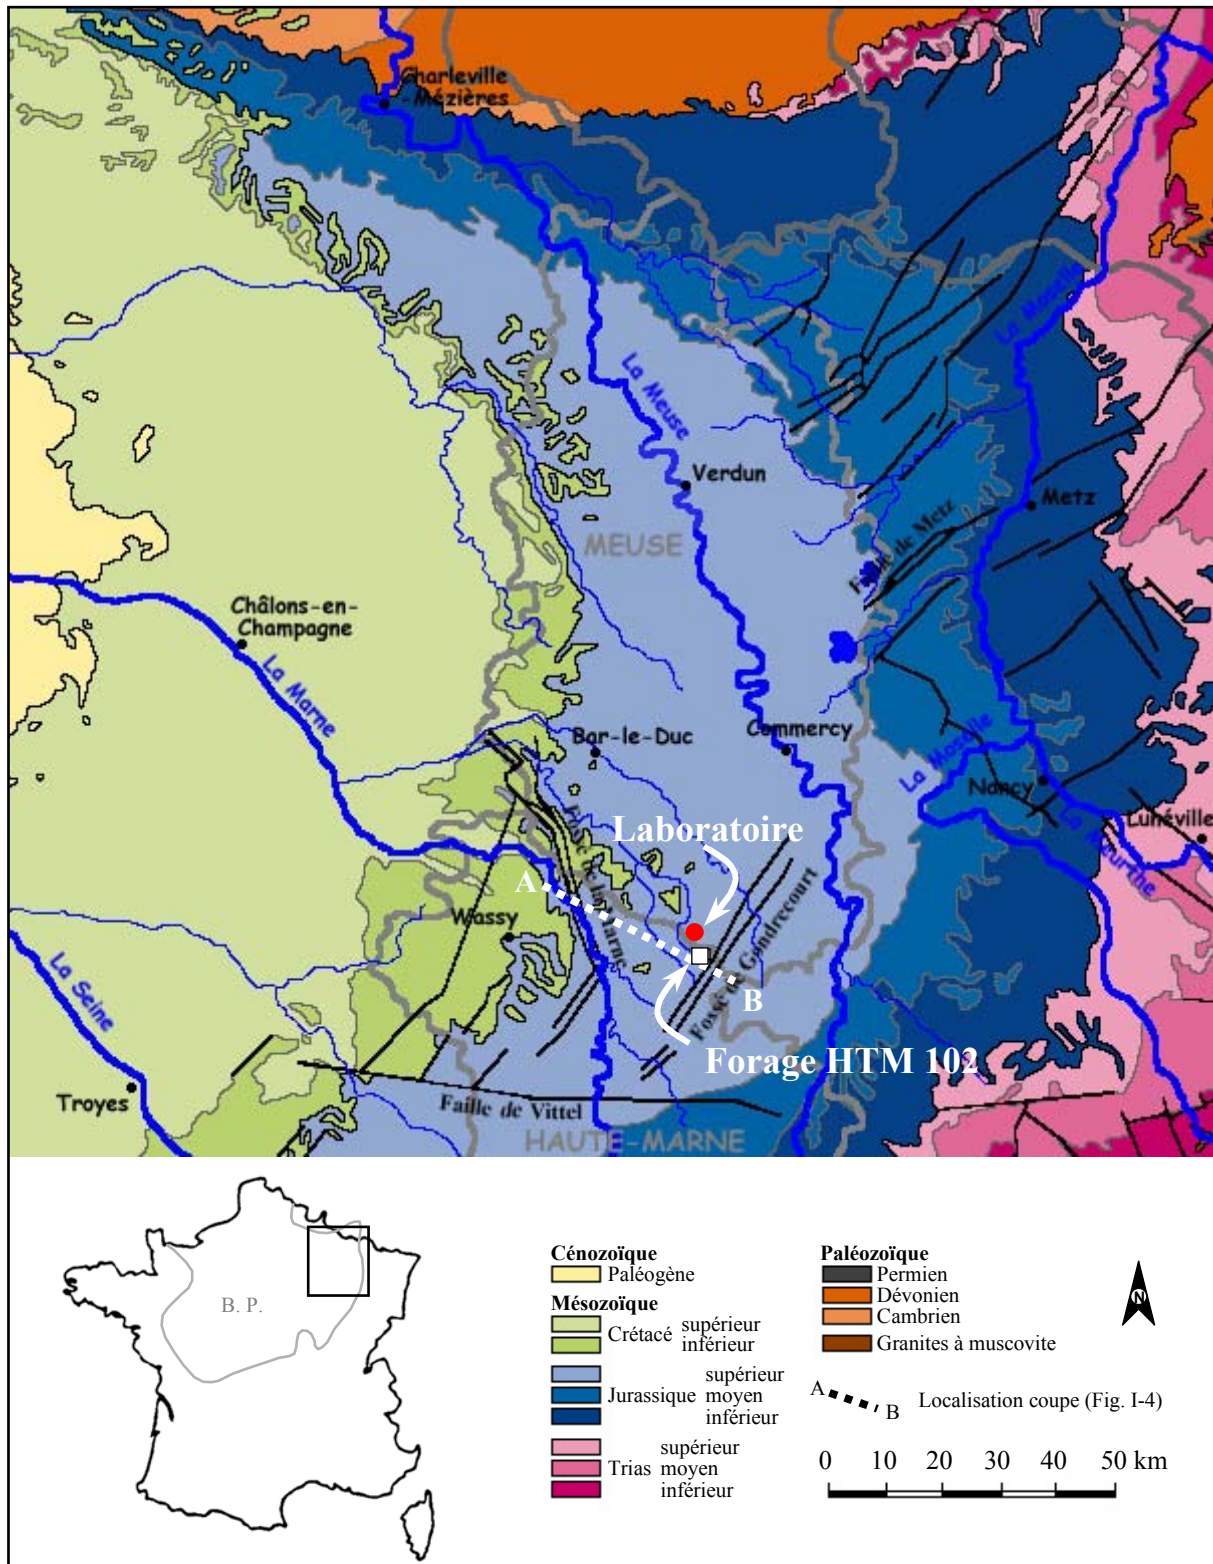 Charleville
-Mézières
La Moselle
La Meuse
Verdun
Metz
MEUSE
Faille de Metz
Châlons-en-
Champagne
La Marne
Bar-le-Duc
Commercy
La Moselle
Nancy
Lunéville
La Meurthe
Laboratoire
Fossé de la Marne
A
Wassy
Fossé de Gondrecourt
B
La Seine
Forage HTM 102
Troyes
Faille de Vittel
HAUTE-MARNE
B. P.
Cénozoïque
Paléogène
Mésozoïque
Crétacé supérieur
inférieur
supérieur
Jurassique moyen
inférieur
supérieur
Trias moyen
inférieur
Paléozoïque
Permien
Dévonien
Cambrien
Granites à muscovite
N
A
B
Localisation coupe (Fig. I-4)
0 10 20 30 40 50 km